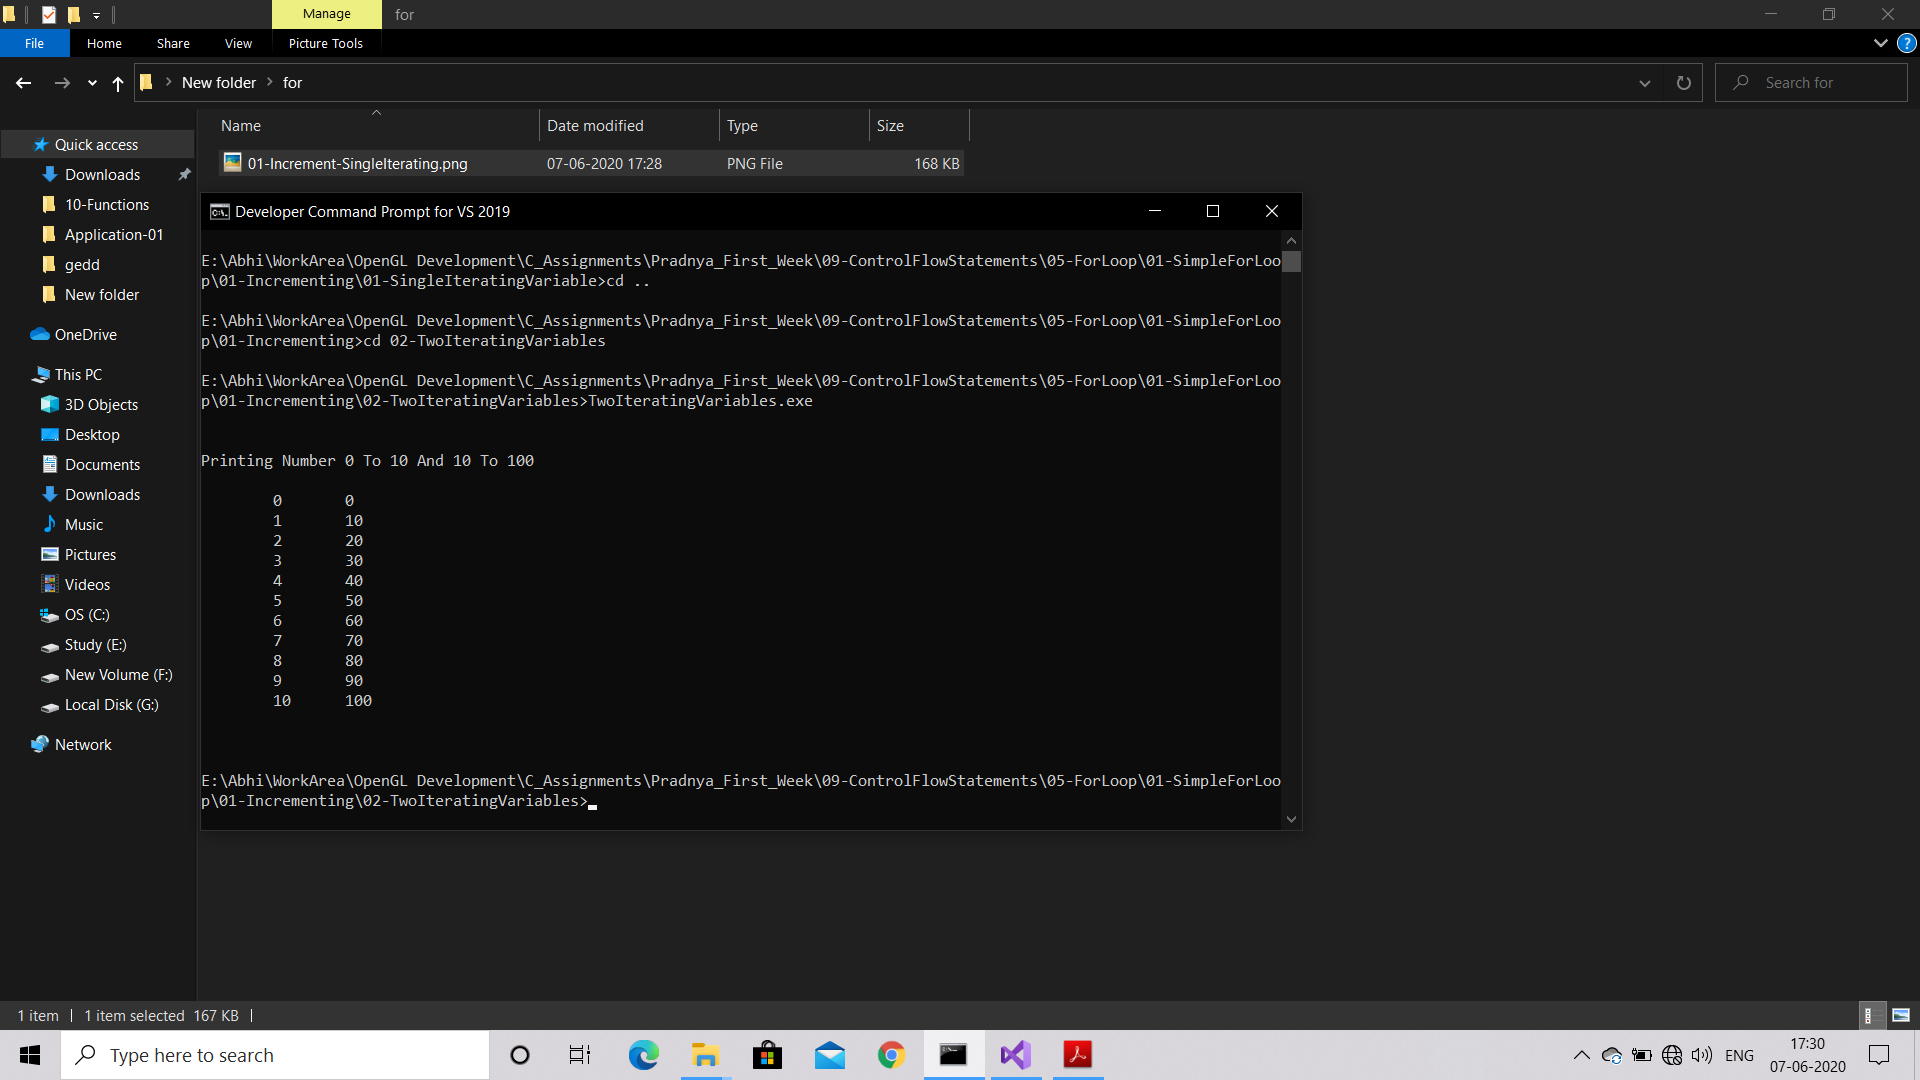 Manage
for
File
Home
Share
View
Picture Tools
New folder
for
Search for
Name
Date modified
Type
Size
01-Increment-SingleIterating.png
07-06-2020 17:28
PNG File
168 KB
Quick access
Downloads
10-Functions
Application-01
gedd
New folder
OneDrive
This PC
3D Objects
Desktop
Documents
Downloads
Music
Pictures
Videos
OS (C:)
Study (E:)
New Volume (F:)
Local Disk (G:)
Network
Developer Command Prompt for VS 2019
E:\Abhi\WorkArea\OpenGL Development\C_Assignments\Pradnya_First_Week\09-ControlFlowStatements\05-ForLoop\01-SimpleForLoo
p\01-Incrementing\01-SingleIteratingVariable>cd ..
E:\Abhi\WorkArea\OpenGL Development\C_Assignments\Pradnya_First_Week\09-ControlFlowStatements\05-ForLoop\01-SimpleForLoo
p\01-Incrementing>cd 02-TwoIteratingVariables
E:\Abhi\WorkArea\OpenGL Development\C_Assignments\Pradnya_First_Week\09-ControlFlowStatements\05-ForLoop\01-SimpleForLoo
p\01-Incrementing\02-TwoIteratingVariables>TwoIteratingVariables.exe
Printing Number 0 To 10 And 10 To 100
0 0
1 10
2 20
3 30
4 40
5 50
6 60
7 70
8 80
9 90
10 100
E:\Abhi\WorkArea\OpenGL Development\C_Assignments\Pradnya_First_Week\09-ControlFlowStatements\05-ForLoop\01-SimpleForLoo
p\01-Incrementing\02-TwoIteratingVariables>
1 item
1 item selected 167 KB
Type here to search
ENG
17:30
07-06-2020